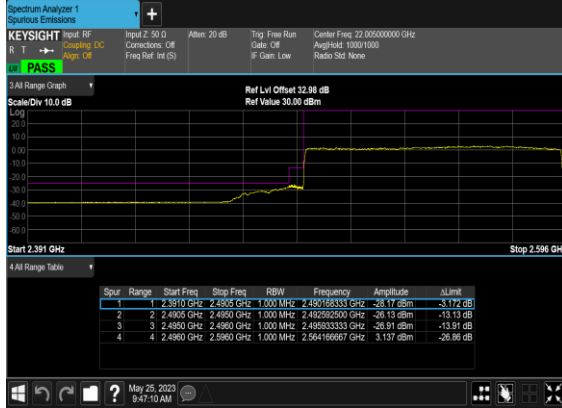 Spectrum Analyzer 1
Spurious Emissions
+
KEYSIGHT Input: RF Input Z: 50 Ω Atten: 20 dB Trig: Free Run Center Freq: 22.005000000 GHz
R T Coupling: DC Corrections: Off Gate: Off Avg|Hold: 1000/1000
Align: Off Freq Ref: Int (S) IF Gain: Low Radio Std: None
PASS
3 All Range Graph Ref Lvl Offset 32.98 dB
Scale/Div 10.0 dB Ref Value 30.00 dBm
Log
20.0
10.0
0.00
-10.0
-20.0
-30.0
-40.0
-50.0
-60.0
Start 2.391 GHz Stop 2.596 GH
4 All Range Table
Spur Range Start Freq Stop Freq RBW Frequency Amplitude ΔLimit
1 1 2.3910 GHz 2.4905 GHz 1.000 MHz 2.490168333 GHz -28.17 dBm -3.172 dB
2 2 2.4905 GHz 2.4950 GHz 1.000 MHz 2.492592500 GHz -26.13 dBm -13.13 dB
3 3 2.4950 GHz 2.4960 GHz 1.000 MHz 2.495933333 GHz -26.91 dBm -13.91 dB
4 4 2.4960 GHz 2.5960 GHz 1.000 MHz 2.564166667 GHz 3.137 dBm -26.86 dB
? May 25, 2023
9:47:10 AM